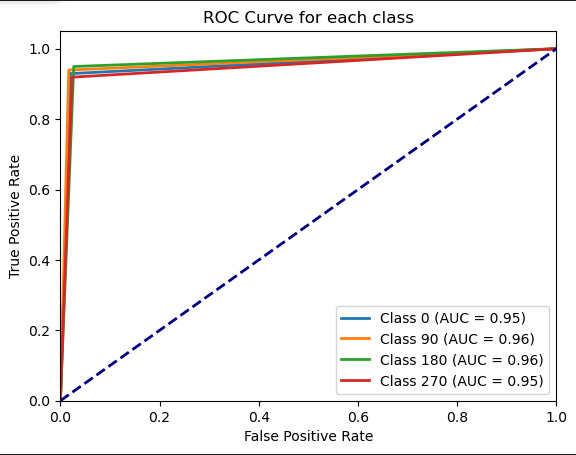 ROC Curve for each class
True Positive Rate
1.0
0.8
0.6
0.4
0.2
0.0
Class 0 (AUC = 0.95)
Class 90 (AUC = 0.96)
Class 180 (AUC = 0.96)
Class 270 (AUC = 0.95)
0.0 0.2 0.4 0.6 0.8 1.0
False Positive Rate